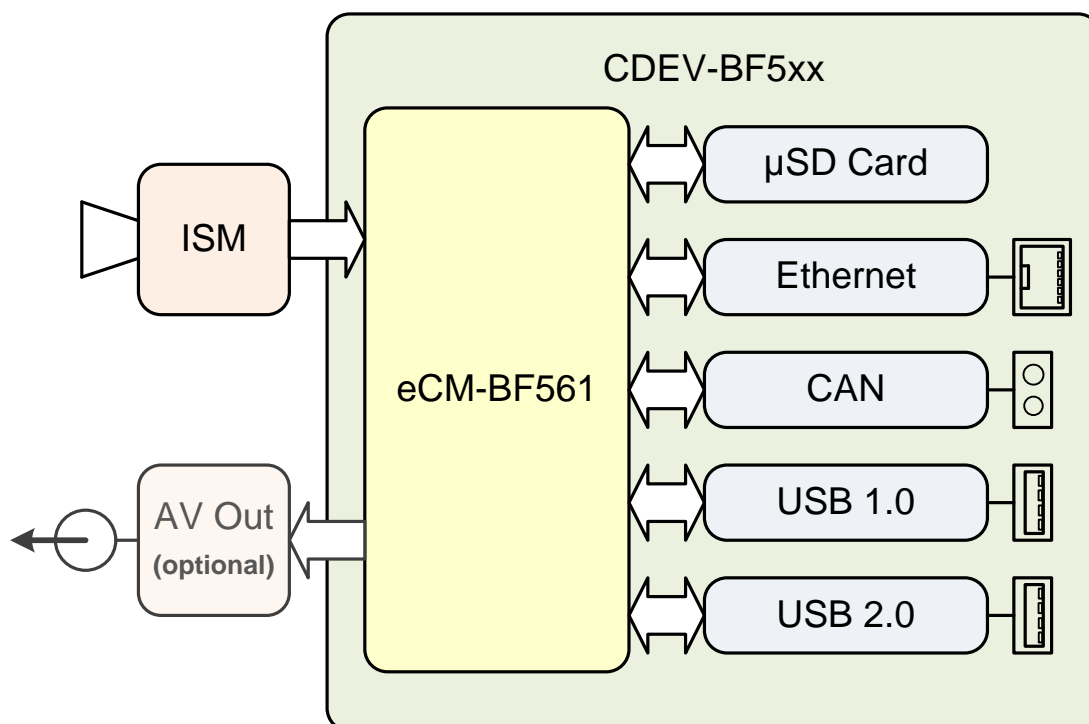 CDEV-BF5xx
ISM
eCM-BF561
AV Out
(optional)
µSD Card
Ethernet
CAN
USB 1.0
USB 2.0